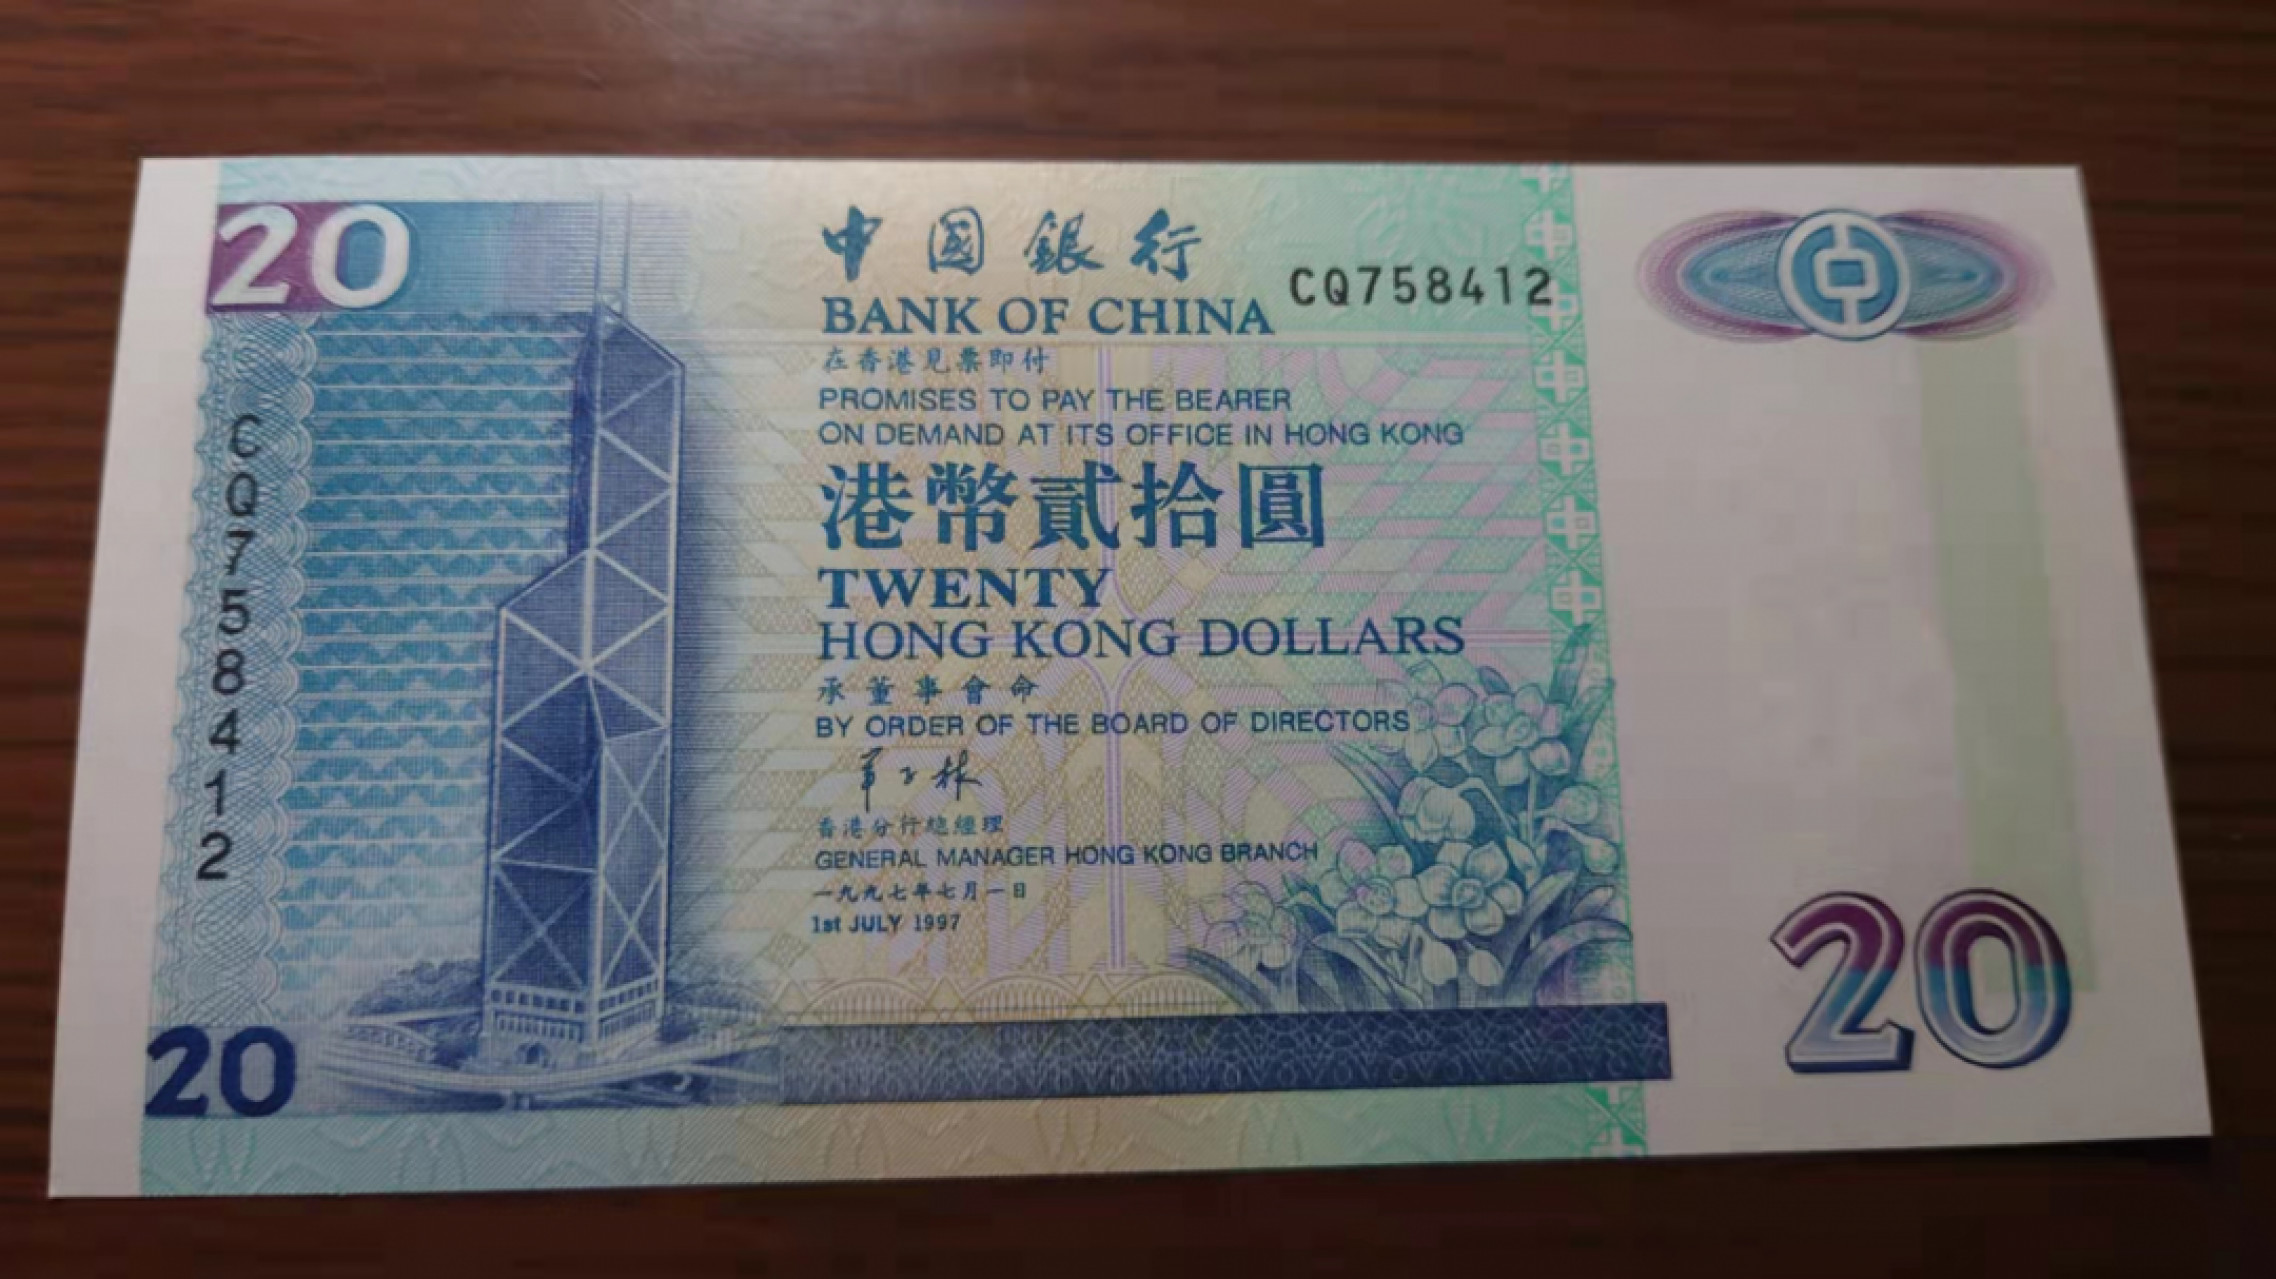 20
中國銀行
BANK OF CHINA
CQ758412
在香港見票即付
PROMISES TO PAY THE BEARER
ON DEMAND AT ITS OFFICE IN HONG KONG
港幣貳拾圓
TWENTY
HONG KONG DOLLARS
承董事會命
BY ORDER OF THE BOARD OF DIRECTORS
香港分行總經理
GENERAL MANAGER HONG KONG BRANCH
一九九七年七月一日
1st JULY 1997
CQ758412
20
20